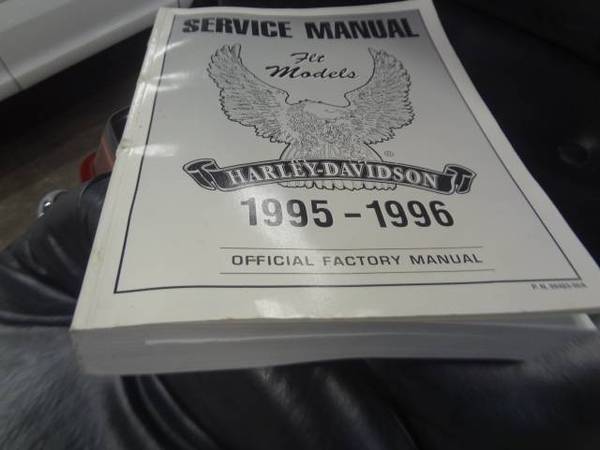 SERVICE MANUAL
Flt
Models
®
HARLEY-DAVIDSON
1995 - 1996
OFFICIAL FACTORY MANUAL
P. N.